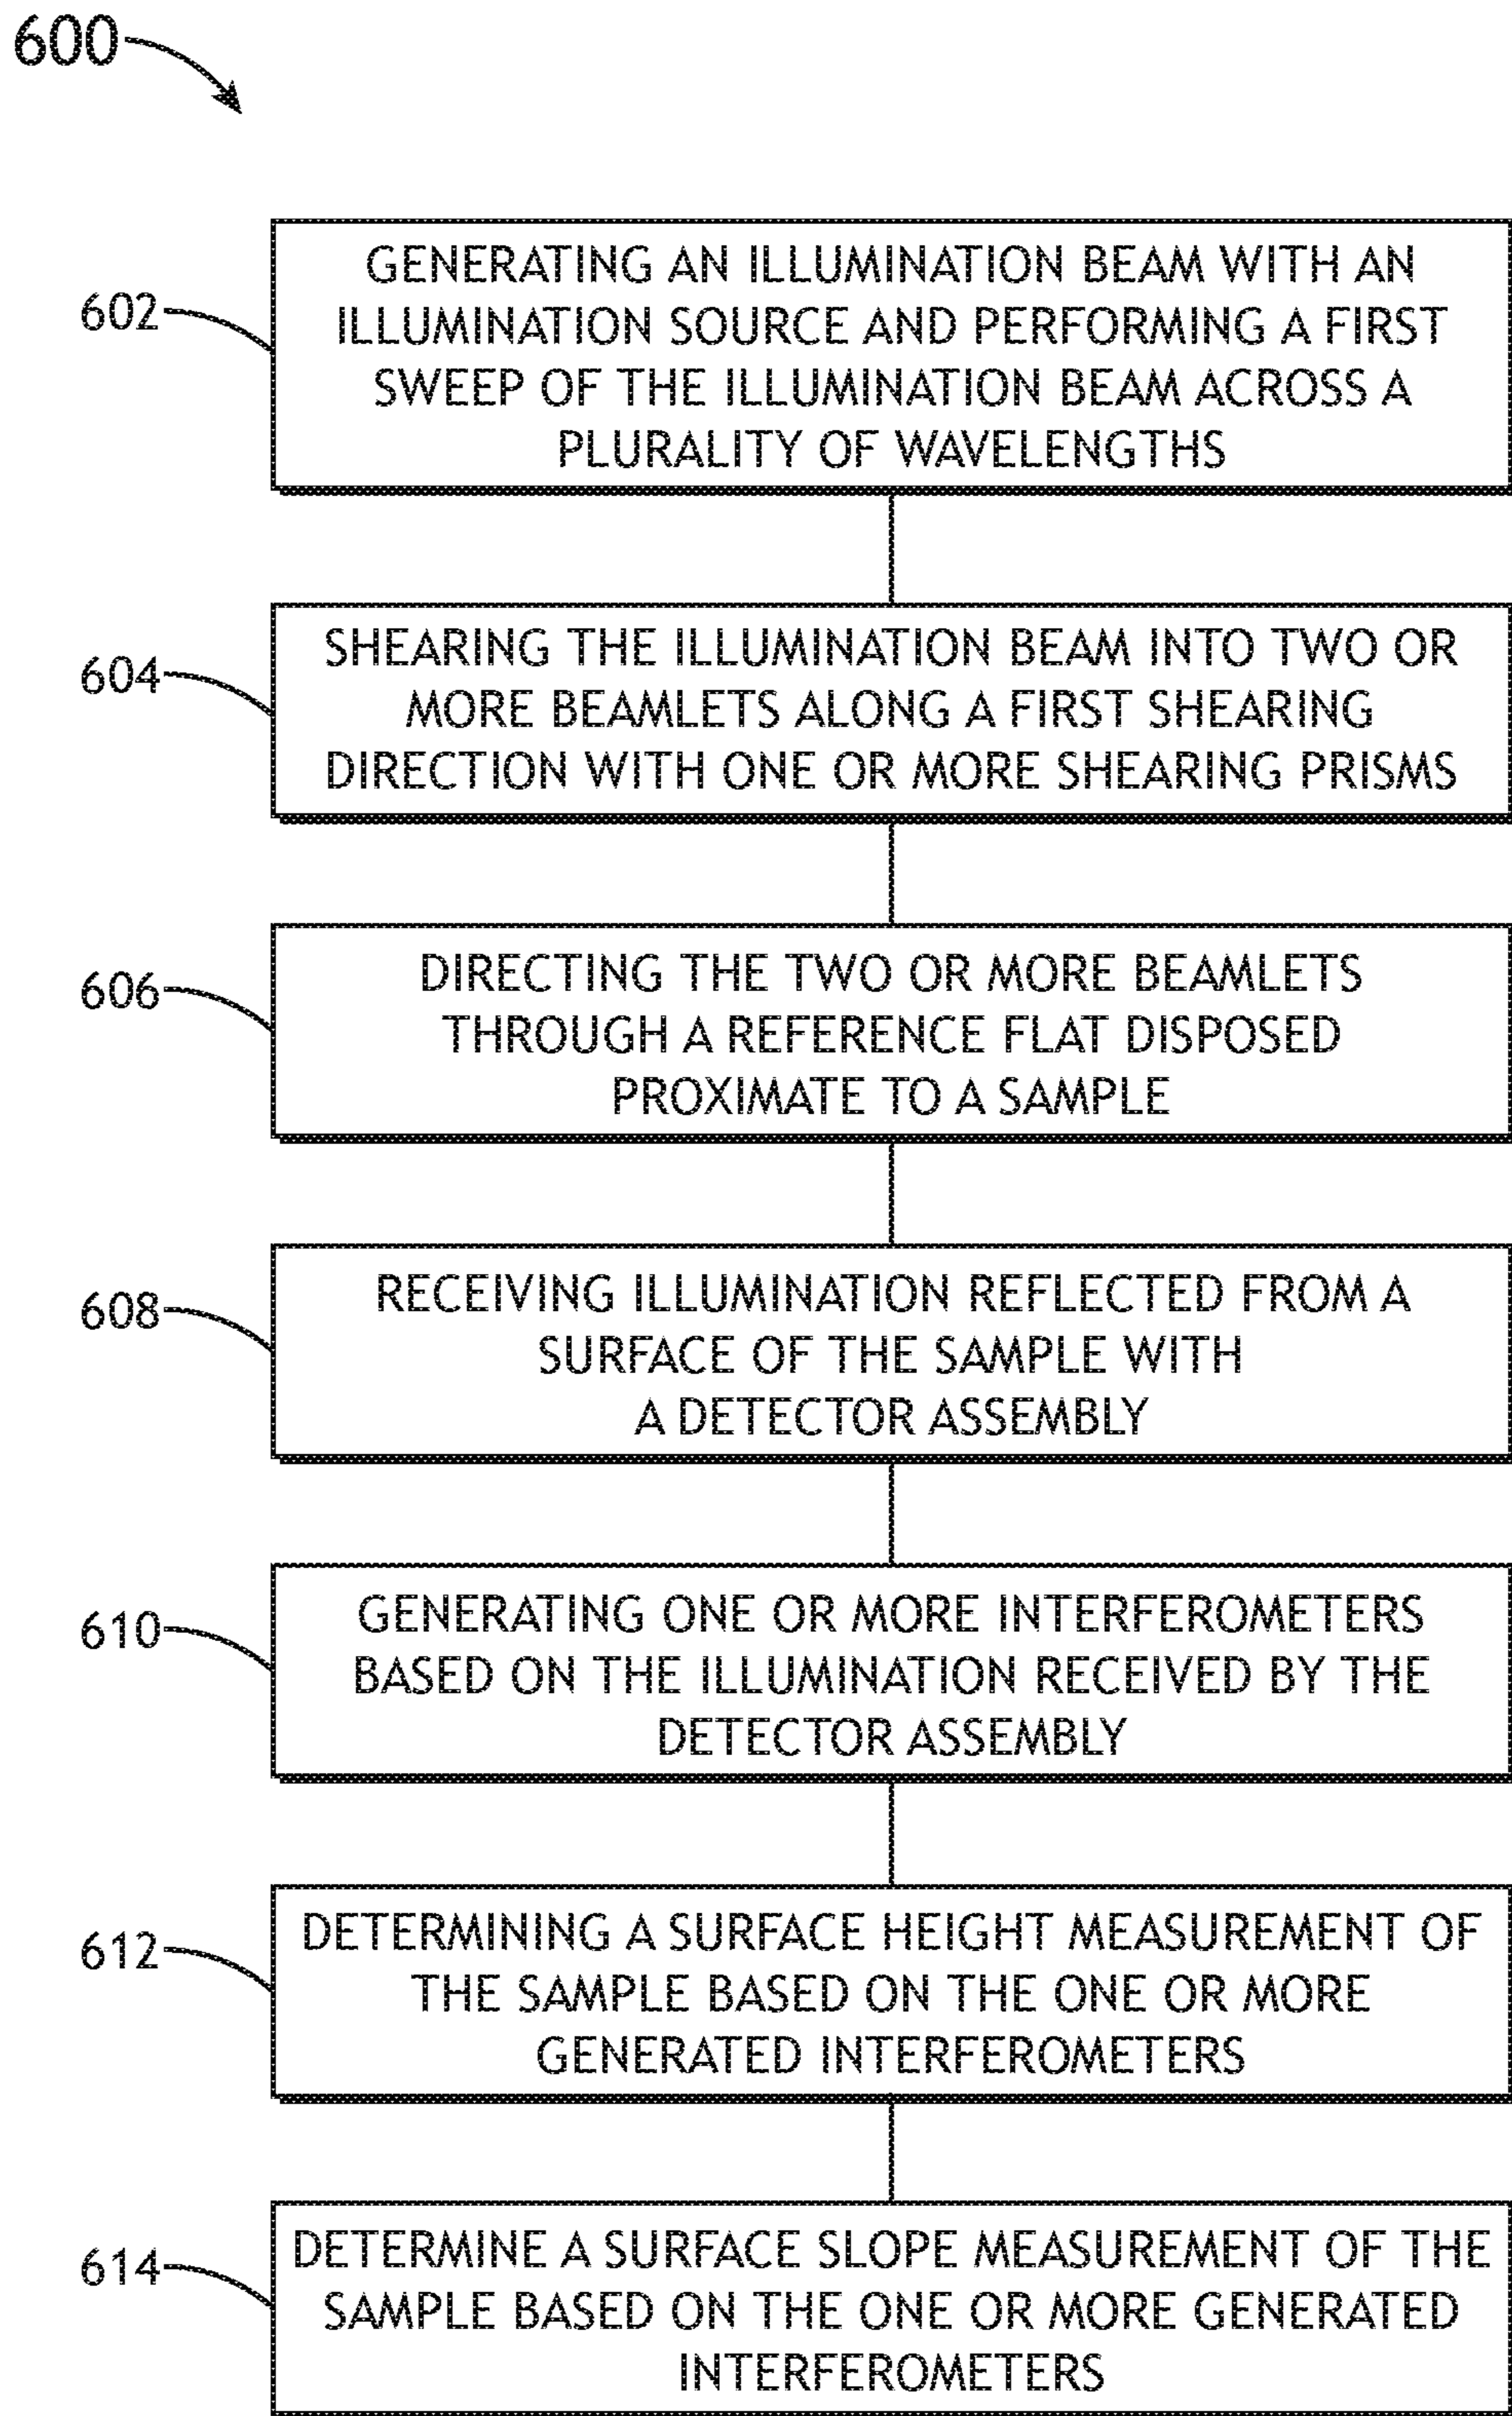 600
602
GENERATING AN ILLUMINATION BEAM WITH AN
ILLUMINATION SOURCE AND PERFORMING A FIRST
SWEEP OF THE ILLUMINATION BEAM ACROSS A
PLURALITY OF WAVELENGTHS
604
SHEARING THE ILLUMINATION BEAM INTO TWO OR
MORE BEAMLETS ALONG A FIRST SHEARING
DIRECTION WITH ONE OR MORE SHEARING PRISMS
606
DIRECTING THE TWO OR MORE BEAMLETS
THROUGH A REFERENCE FLAT DISPOSED
PROXIMATE TO A SAMPLE
608
RECEIVING ILLUMINATION REFLECTED FROM A
SURFACE OF THE SAMPLE WITH
A DETECTOR ASSEMBLY
610
GENERATING ONE OR MORE INTERFEROMETERS
BASED ON THE ILLUMINATION RECEIVED BY THE
DETECTOR ASSEMBLY
612
DETERMINING A SURFACE HEIGHT MEASUREMENT OF
THE SAMPLE BASED ON THE ONE OR MORE
GENERATED INTERFEROMETERS
614
DETERMINE A SURFACE SLOPE MEASUREMENT OF THE
SAMPLE BASED ON THE ONE OR MORE GENERATED
INTERFEROMETERS